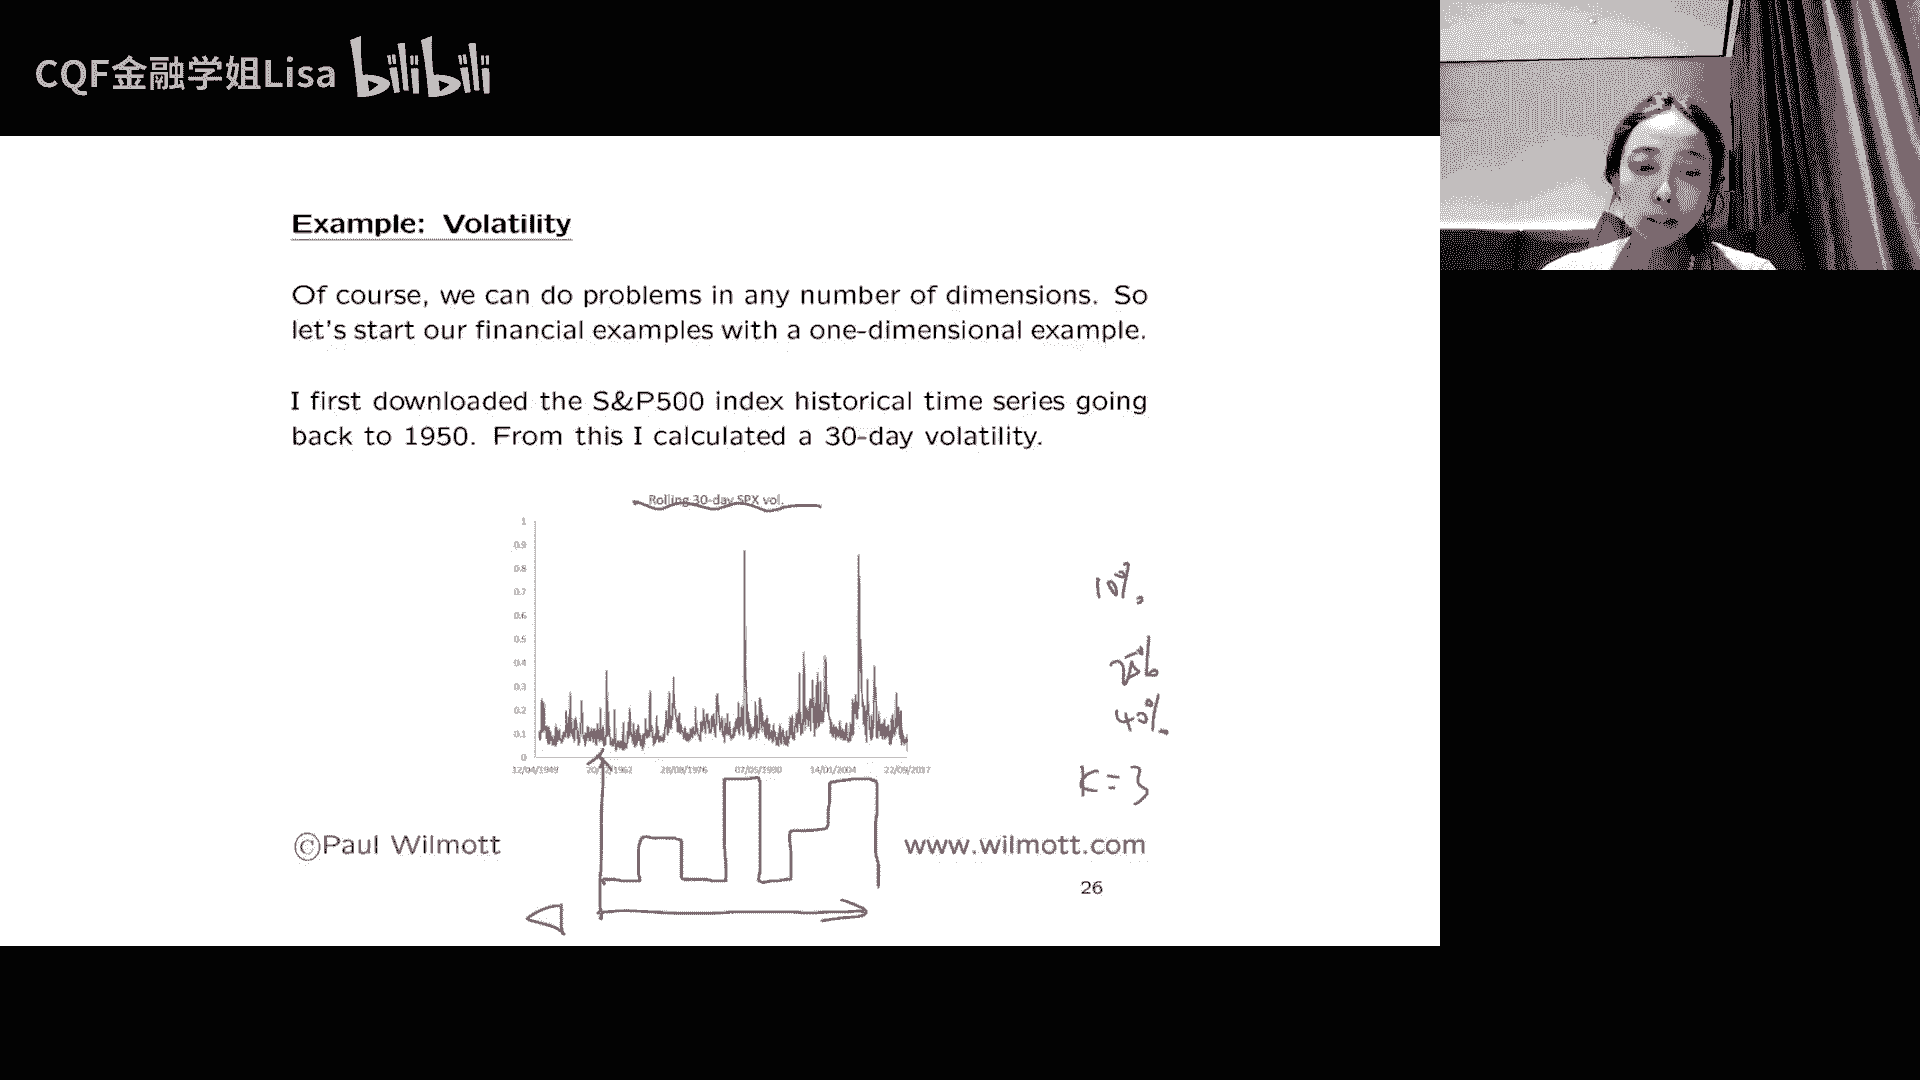 CQF金融学姐Lisa bilibili
Example: Volatility
Of course, we can do problems in any number of dimensions. So
let's start our financial examples with a one-dimensional example.
I first downloaded the S&P500 index historical time series going
back to 1950. From this I calculated a 30-day volatility.
Rolling 30-day SPX vol.
1
0.9
0.8
0.7
0.6
0.5
0.4
0.3
0.2
0.1
0
12/04/1949 20/12/1962 28/08/1976 07/05/1990 14/01/2004 22/09/2017
10%
40%
K=3
©Paul Wilmott www.wilmott.com
26